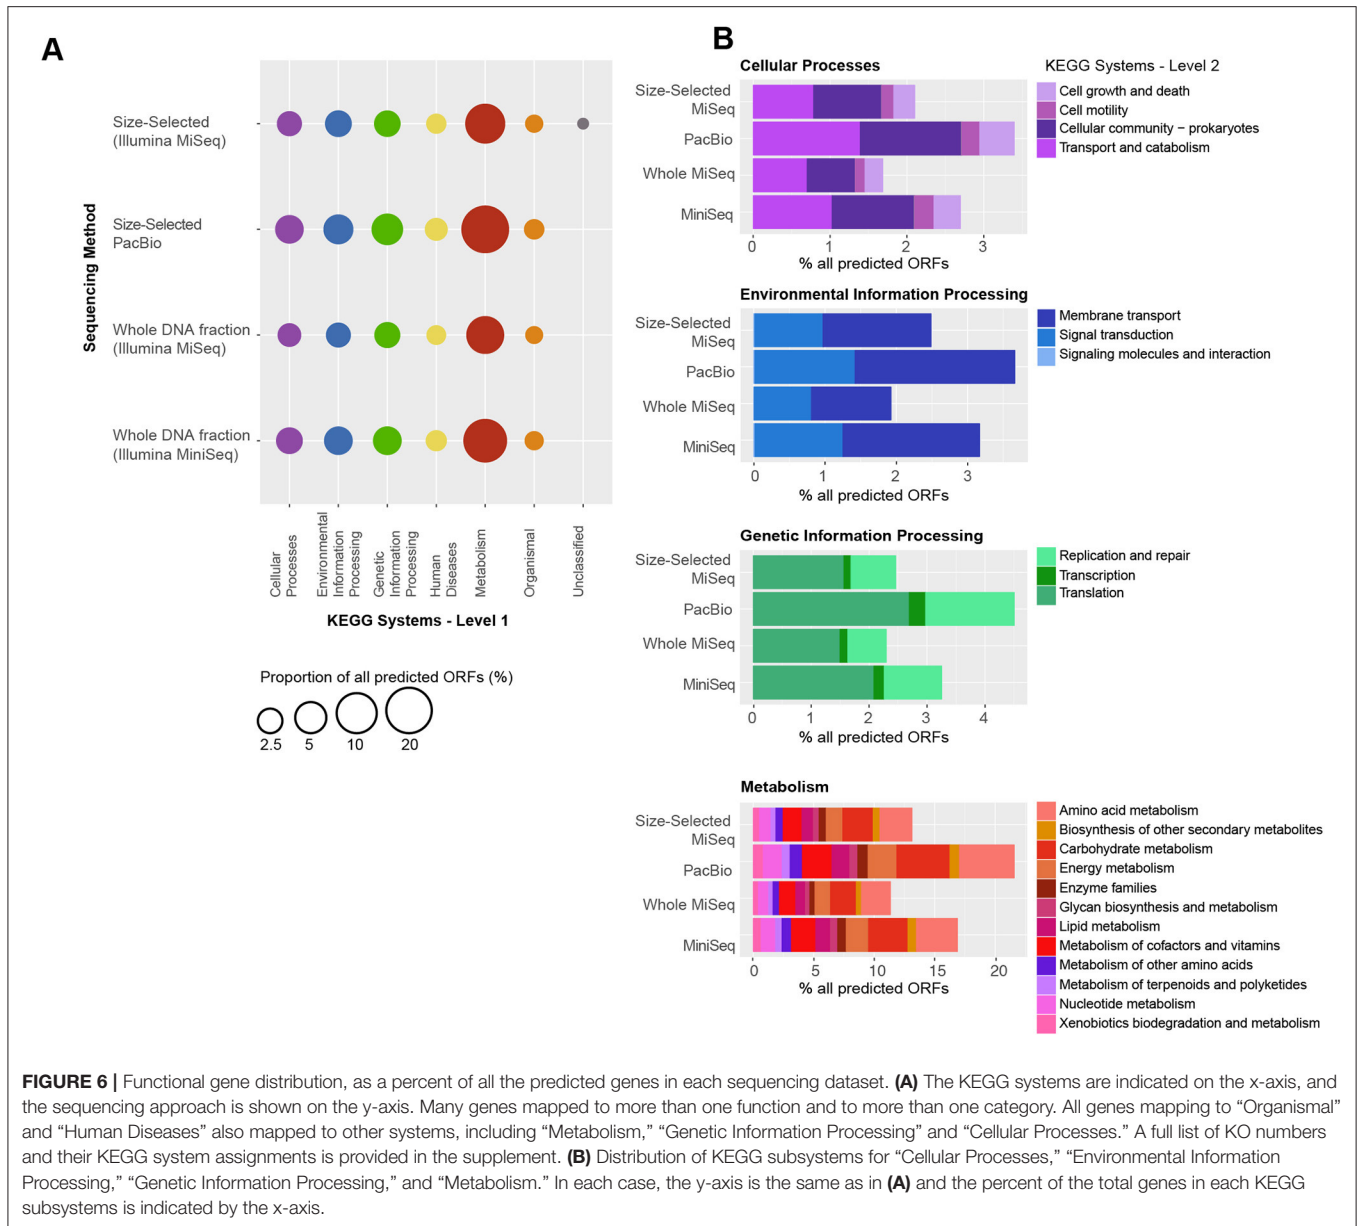 A
Sequencing Method
Size-Selected
(Illumina MiSeq)
Size-Selected
PacBio
Whole DNA fraction
(Illumina MiSeq)
Whole DNA fraction
(Illumina MiniSeq)
Cellular
Processes
Environmental
Information
Processing
Genetic
Information
Processing
Human
Diseases
Metabolism
Organismal
Unclassified
KEGG Systems - Level 1
Proportion of all predicted ORFs (%)
2.5 5 10 20
B
Cellular Processes
Size-Selected
MiSeq
PacBio
Whole MiSeq
MiniSeq
0 1 2 3
% all predicted ORFs
KEGG Systems - Level 2
Cell growth and death
Cell motility
Cellular community – prokaryotes
Transport and catabolism
Environmental Information Processing
Size-Selected
MiSeq
PacBio
Whole MiSeq
MiniSeq
0 1 2 3
% all predicted ORFs
Membrane transport
Signal transduction
Signaling molecules and interaction
Genetic Information Processing
Size-Selected
MiSeq
PacBio
Whole MiSeq
MiniSeq
0 1 2 3 4
% all predicted ORFs
Replication and repair
Transcription
Translation
Metabolism
Size-Selected
MiSeq
PacBio
Whole MiSeq
MiniSeq
0 5 10 15 20
% all predicted ORFs
Amino acid metabolism
Biosynthesis of other secondary metabolites
Carbohydrate metabolism
Energy metabolism
Enzyme families
Glycan biosynthesis and metabolism
Lipid metabolism
Metabolism of cofactors and vitamins
Metabolism of other amino acids
Metabolism of terpenoids and polyketides
Nucleotide metabolism
Xenobiotics biodegradation and metabolism
FIGURE 6 | Functional gene distribution, as a percent of all the predicted genes in each sequencing dataset. (A) The KEGG systems are indicated on the x-axis, and
the sequencing approach is shown on the y-axis. Many genes mapped to more than one function and to more than one category. All genes mapping to “Organismal”
and “Human Diseases” also mapped to other systems, including “Metabolism,” “Genetic Information Processing” and “Cellular Processes.” A full list of KO numbers
and their KEGG system assignments is provided in the supplement. (B) Distribution of KEGG subsystems for “Cellular Processes,” “Environmental Information
Processing,” “Genetic Information Processing,” and “Metabolism.” In each case, the y-axis is the same as in (A) and the percent of the total genes in each KEGG
subsystems is indicated by the x-axis.